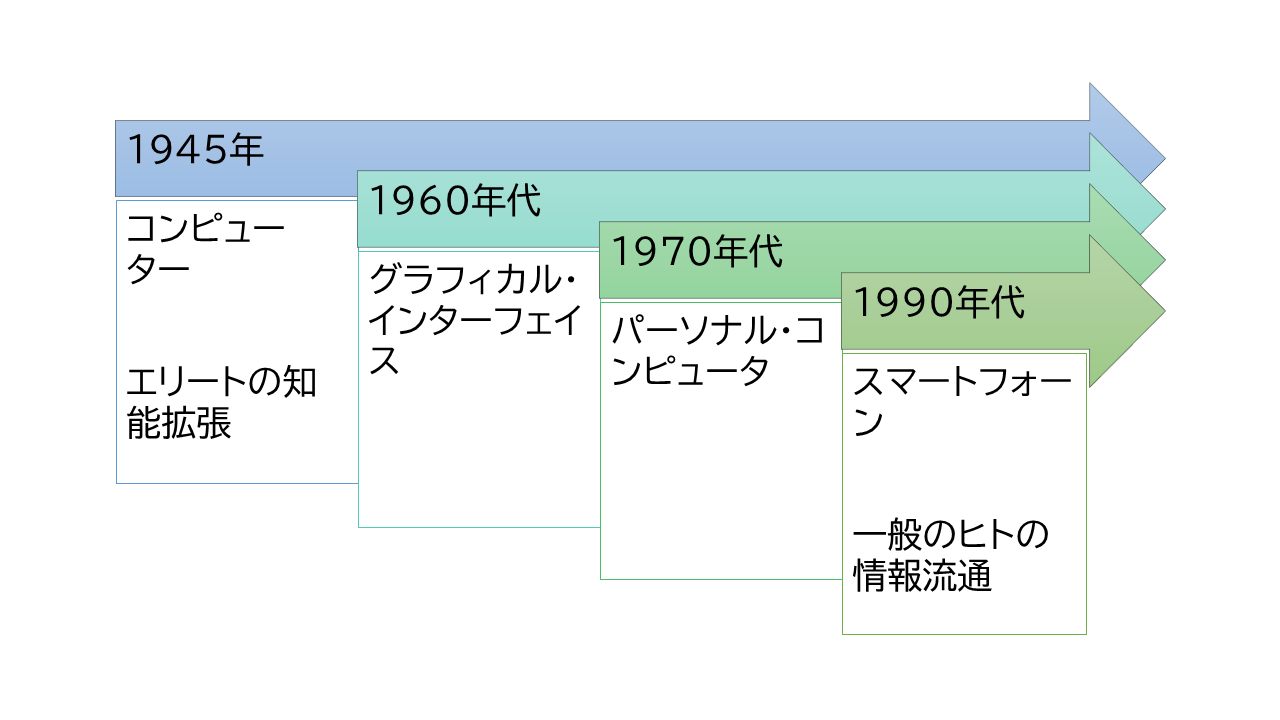 1945年
コンピュー
ター
エリートの知
能拡張
1960年代
グラフィカル・
インターフェイ
ス
1970年代
パーソナル・コ
ンピュータ
1990年代
スマートフォー
ン
一般のヒトの
情報流通